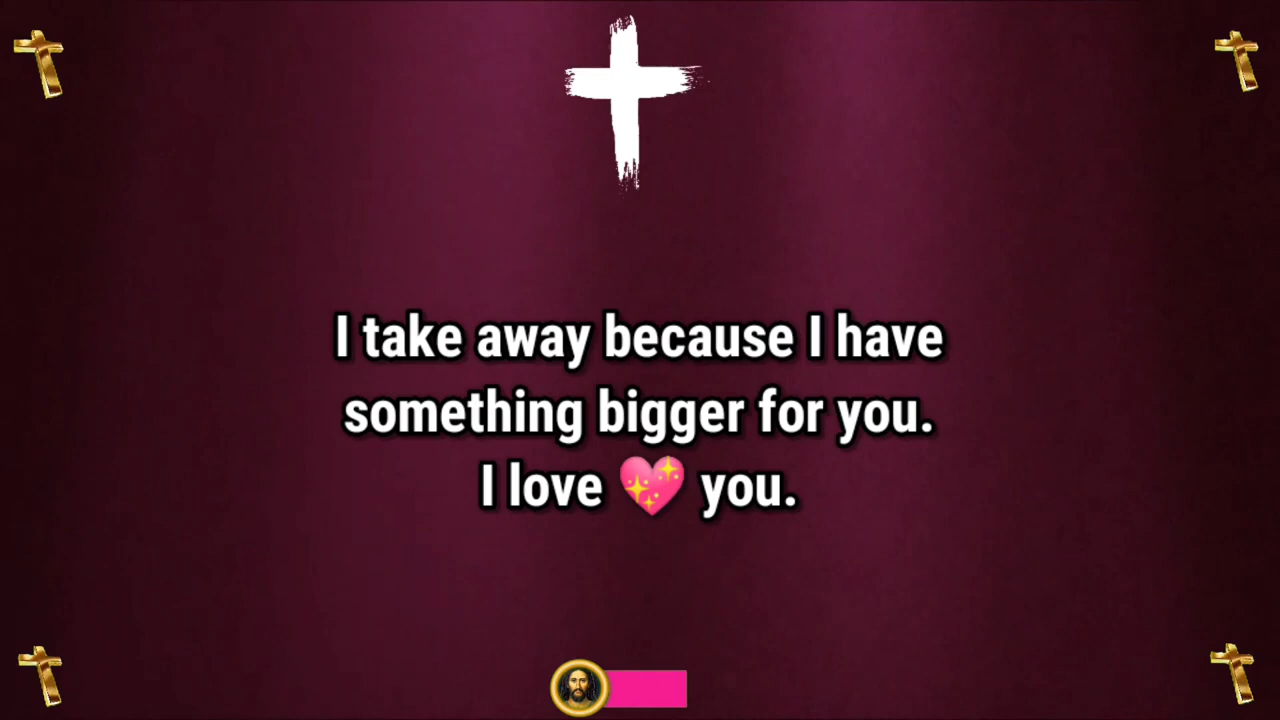 I take away because I have
something bigger for you.
I love 💖 you.